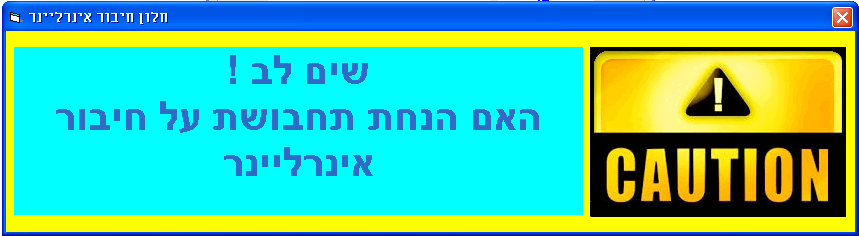 חלון חיבור אינרליינר
שים לב !
האם הנחת תחבושת על חיבור
אינרליינר
!
CAUTION